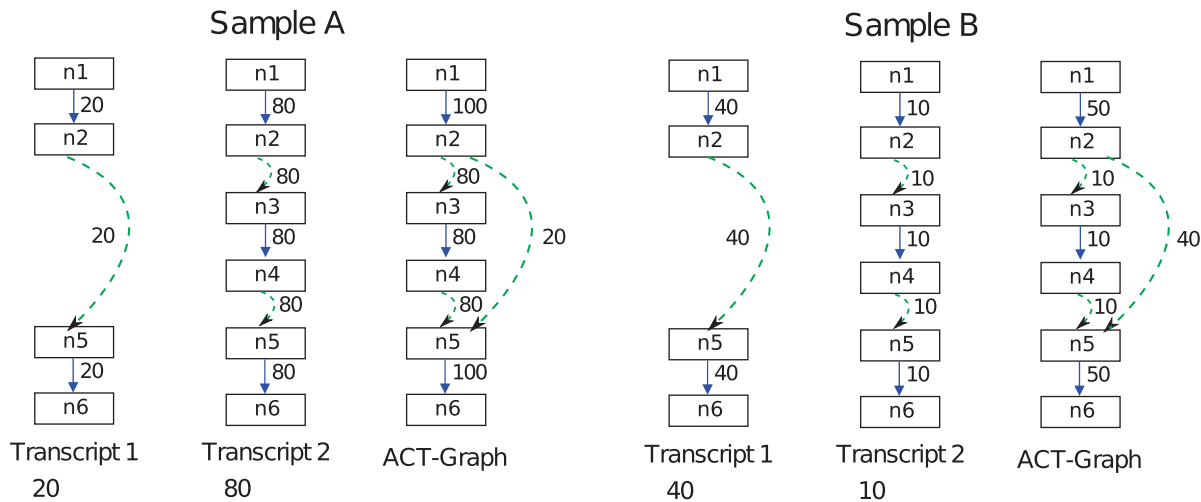 Sample A
Sample B
n1 n1 n1 n1 n1 n1
20 80 100 40 10 50
n2 n2 n2 n2 n2 n2
80 80 10 10
n3 n3 n3 n3
20 80 80 20 40 10 10 40
n4 n4 n4 n4
80 80 10 10
n5 n5 n5 n5 n5 n5
20 80 100 40 10 50
n6 n6 n6 n6 n6 n6
Transcript 1 Transcript 2 ACT-Graph Transcript 1 Transcript 2 ACT-Graph
20 80 40 10